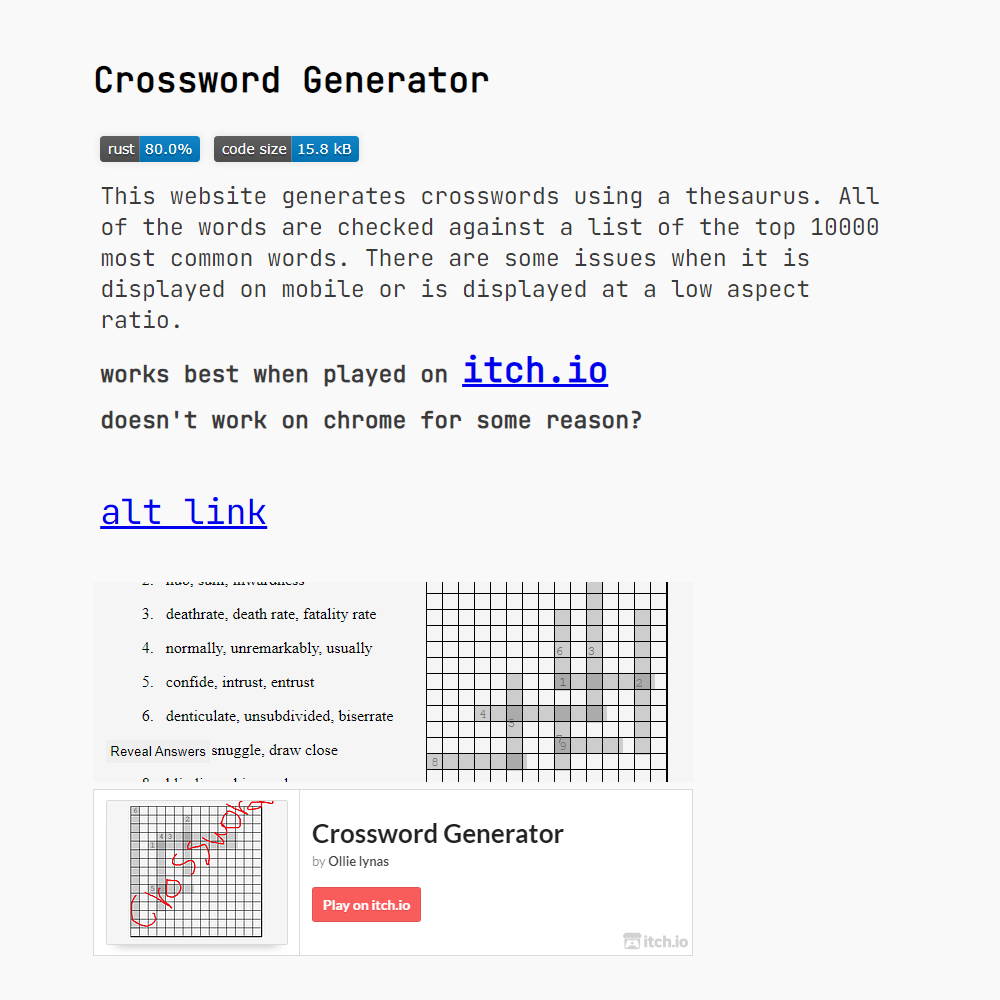 Crossword Generator
rust 80.0% code size 15.8 kB
This website generates crosswords using a thesaurus. All
of the words are checked against a list of the top 10000
most common words. There are some issues when it is
displayed on mobile or is displayed at a low aspect
ratio.
works best when played on itch.io
doesn't work on chrome for some reason?
alt link
3. deathrate, death rate, fatality rate
4. normally, unremarkably, usually
5. confide, intrust, entrust
6. denticulate, unsubdivided, biserrate
Reveal Answers snuggle, draw close
6 3
1 2
4
5
7
9
8
6
2
4 3
1
5
Crossword
Crossword Generator
by Ollie lynas
Play on itch.io
itch.io